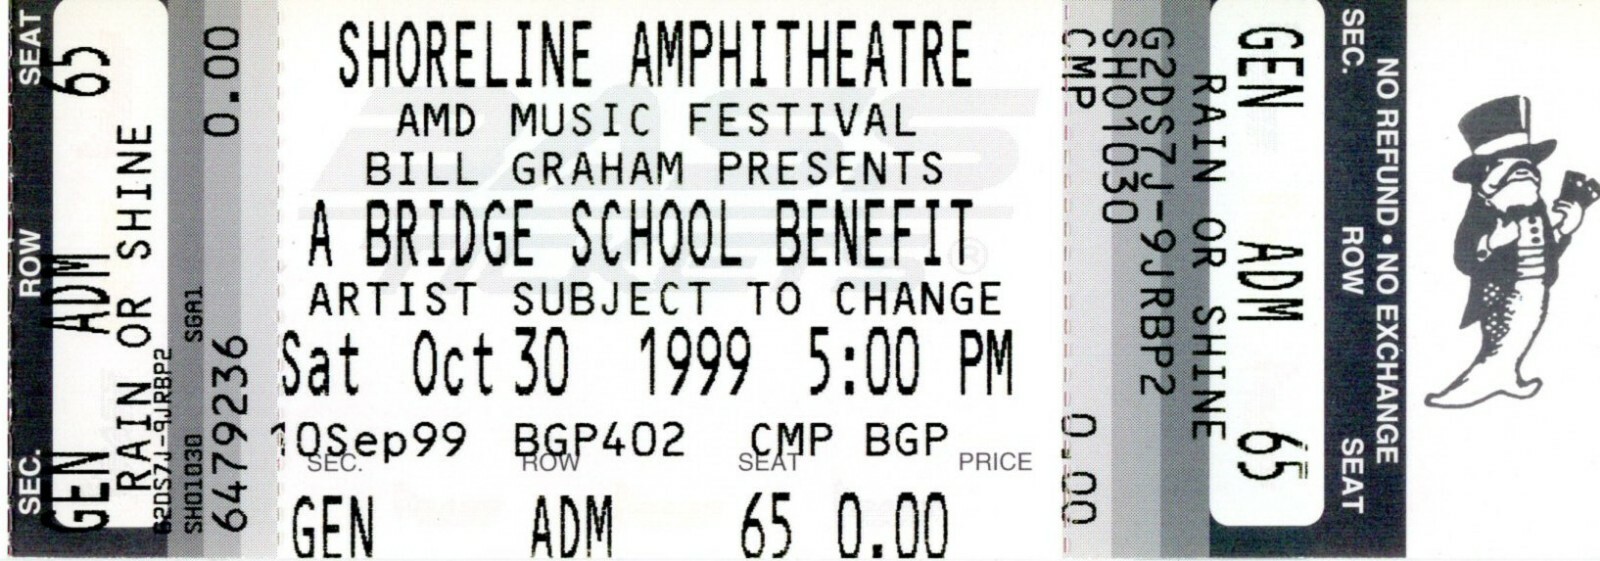 SEAT
ROW
SEC.
65
GEN ADM
RAIN OR SHINE
G2DS7J-9JRBP2
SHO1030 SGA1
0.00
6479236
SHORELINE AMPHITHEATRE
AMD MUSIC FESTIVAL
BILL GRAHAM PRESENTS
A BRIDGE SCHOOL BENEFIT
ARTIST SUBJECT TO CHANGE
Sat Oct 30 1999 5:00 PM
10Sep99 BGP402 CMP BGP
SEC. ROW SEAT PRICE
GEN ADM 65 0.00
BASS
TICKETS®
CMP 0.00
SHO1030
G2DS7J-9JRBP2
RAIN OR SHINE
GEN ADM 65
SEC. ROW SEAT
NO REFUND • NO EXCHANGE